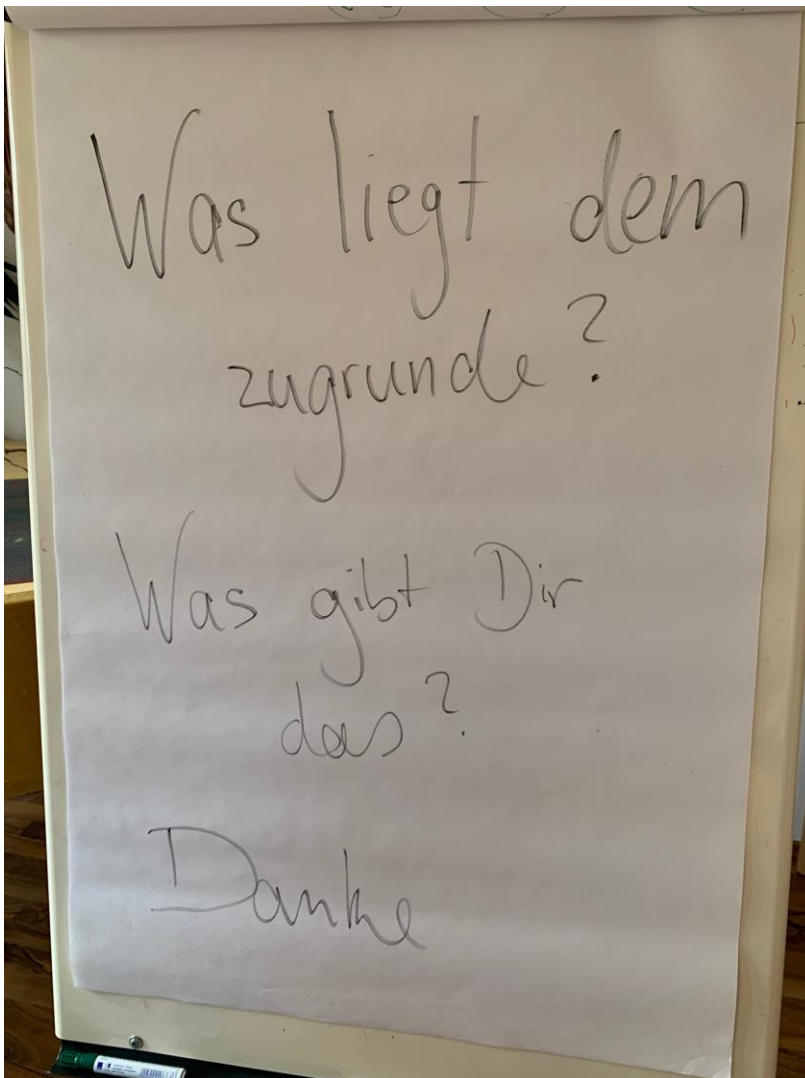 Was liegt dem
zugrunde?
Was gibt Dir
das?
Danke